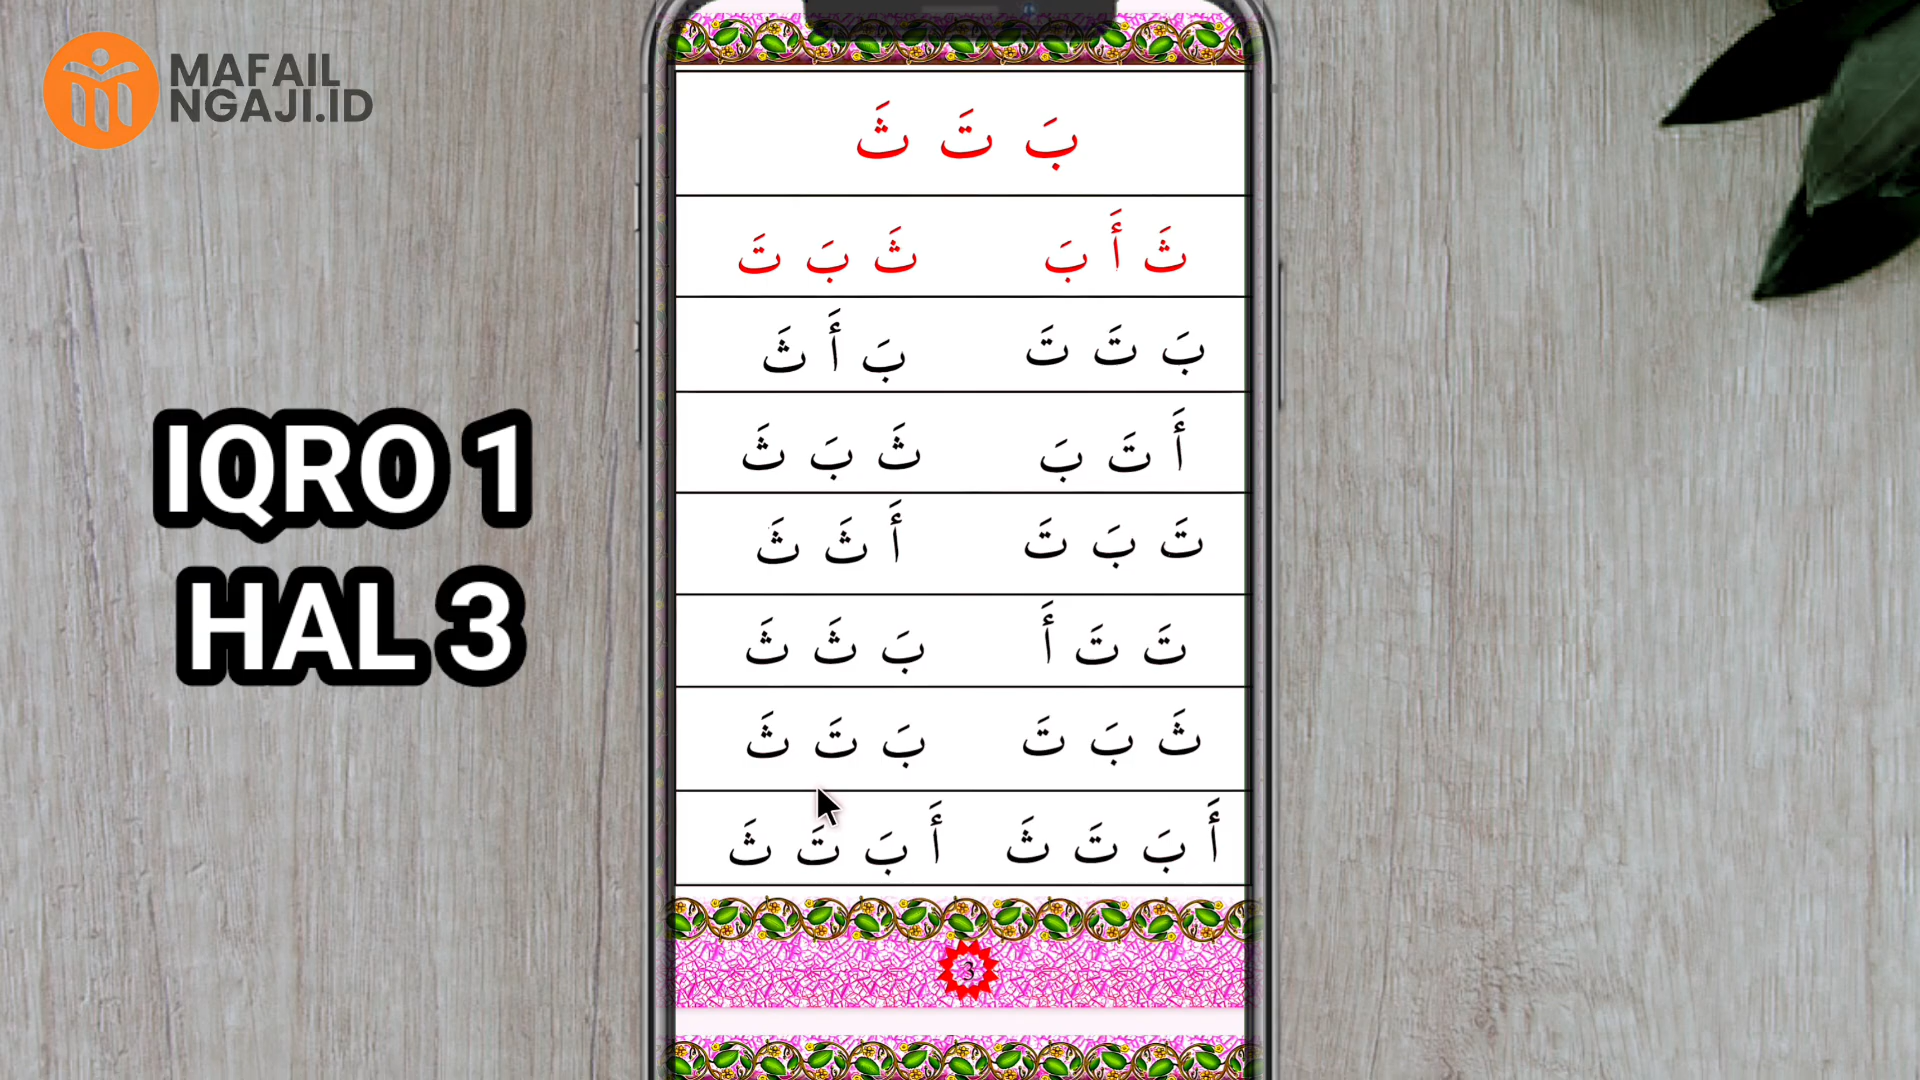 MAFAIL
NGAJI.ID
IQRO 1
HAL 3
بَ تَ ثَ
ثَ أَ بَ ثَ بَ تَ
بَ تَ تَ بَ أَ ثَ
أَ تَ بَ ثَ بَ ثَ
تَ بَ تَ أَ ثَ ثَ
تَ تَ أَ بَ ثَ ثَ
ثَ بَ تَ بَ تَ ثَ
أَ بَ تَ ثَ أَ بَ تَ ثَ
3